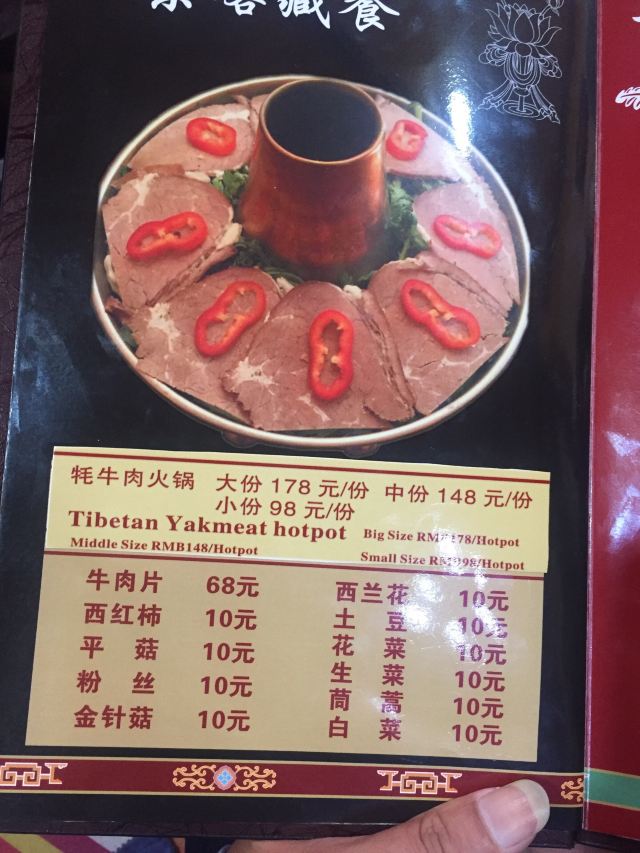 藏餐
牦牛肉火锅 大份 178 元/份 中份 148 元/份
小份 98 元/份
Tibetan Yakmeat hotpot Big Size RMB178/Hotpot
Middle Size RMB148/Hotpot Small Size RMB98/Hotpot
牛肉片 68元
西红柿 10元
平 菇 10元
粉 丝 10元
金针菇 10元
西兰花 10元
土 豆 10元
花 菜 10元
生 菜 10元
茼 蒿 10元
白 菜 10元